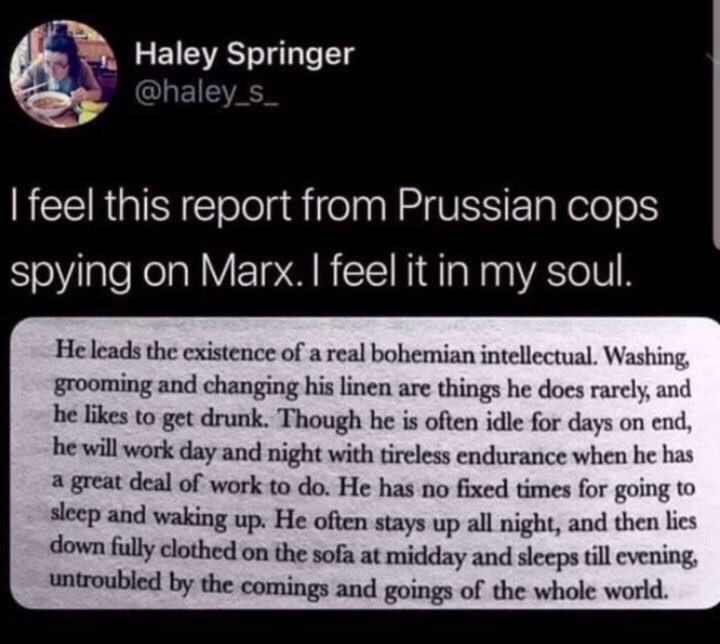 Haley Springer
@haley_s_
I feel this report from Prussian cops
spying on Marx. I feel it in my soul.
He leads the existence of a real bohemian intellectual. Washing,
grooming and changing his linen are things he does rarely, and
he likes to get drunk. Though he is often idle for days on end,
he will work day and night with tireless endurance when he has
a great deal of work to do. He has no fixed times for going to
sleep and waking up. He often stays up all night, and then lies
down fully clothed on the sofa at midday and sleeps till evening,
untroubled by the comings and goings of the whole world.